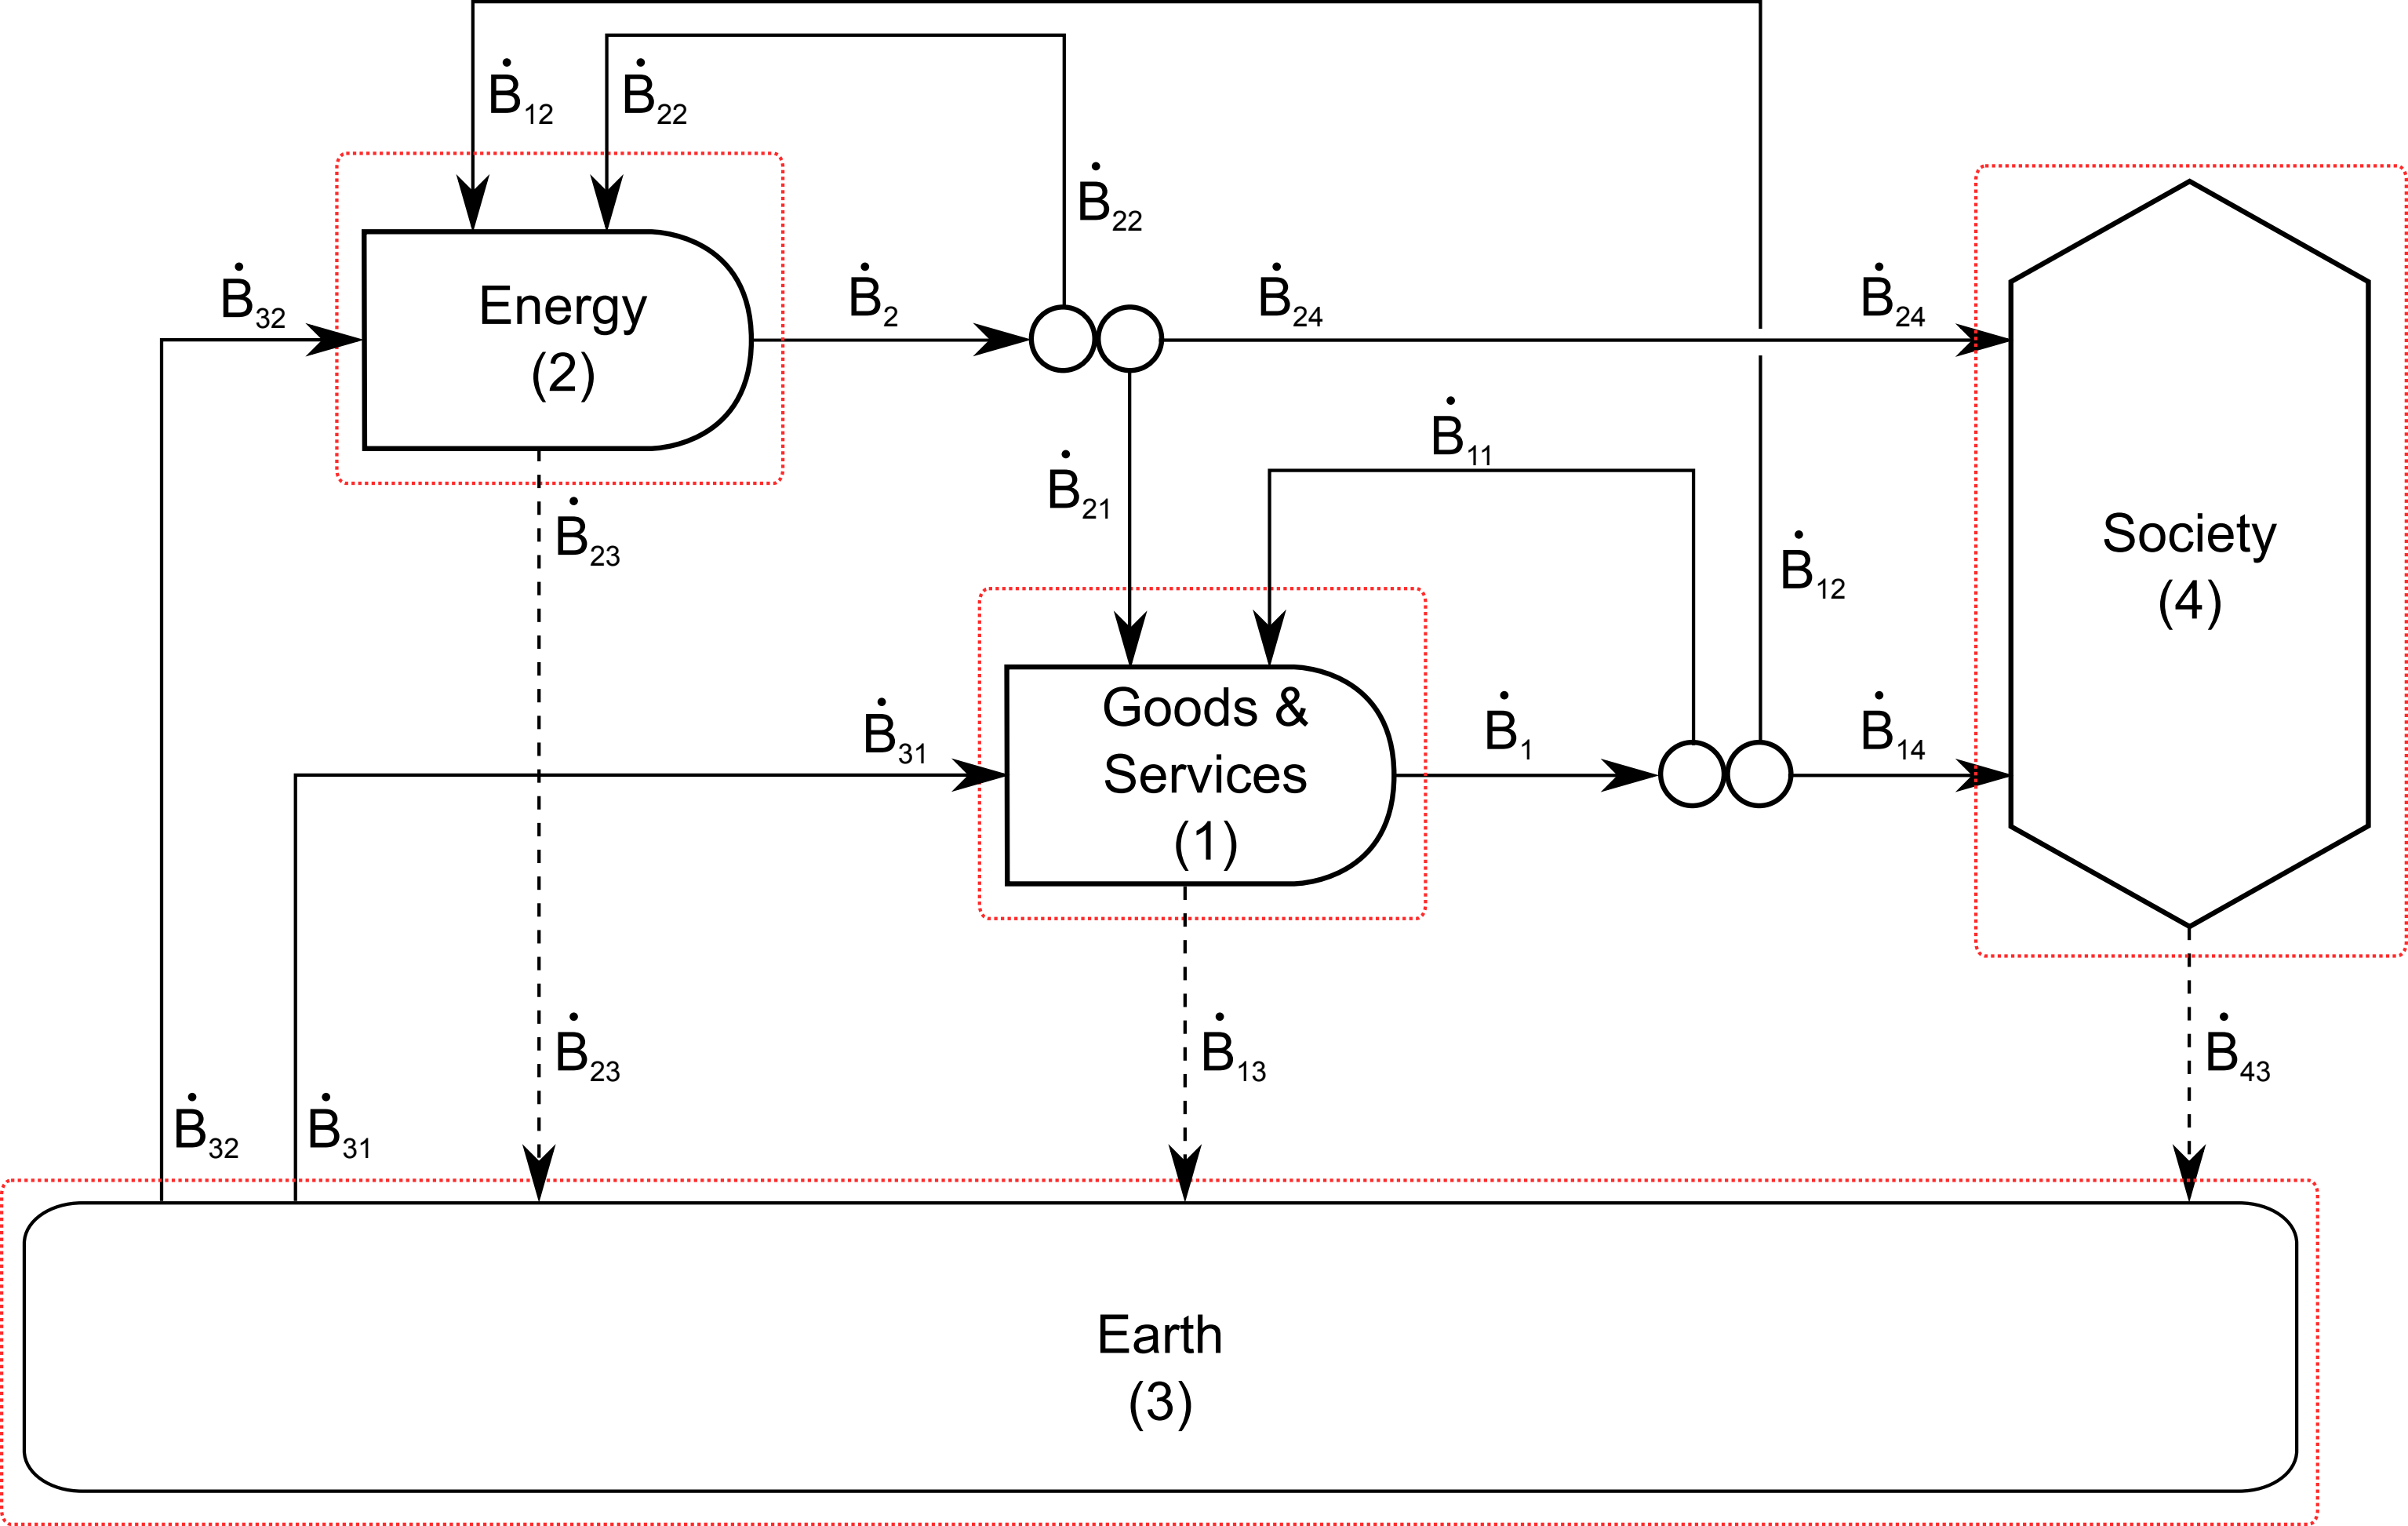 Ḃ12
Ḃ22
Ḃ22
Ḃ32
Energy
(2)
Ḃ2
Ḃ24
Ḃ24
Ḃ11
Ḃ21
Ḃ23
Ḃ12
Society
(4)
Ḃ31
Goods &
Services
(1)
Ḃ1
Ḃ14
Ḃ23
Ḃ13
Ḃ43
Ḃ32
Ḃ31
Earth
(3)